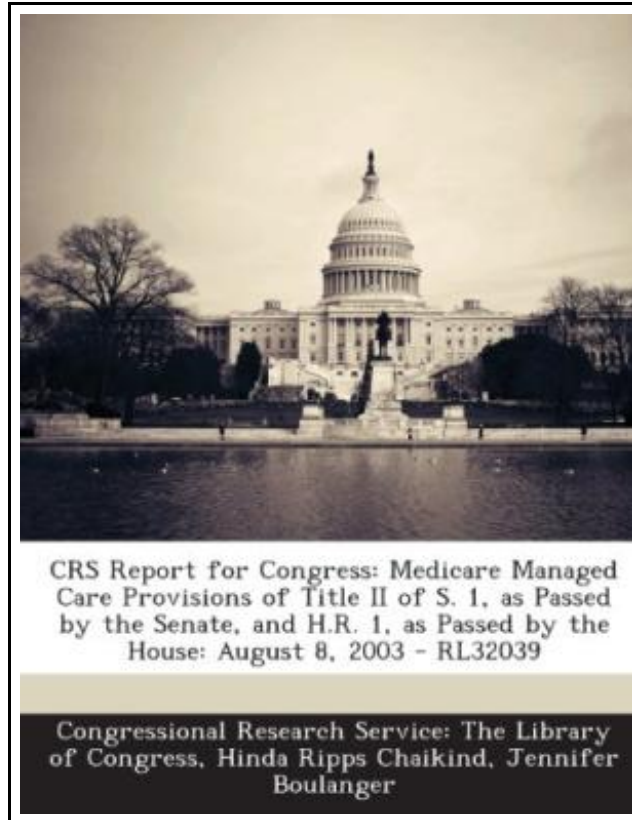 CRS Report for Congress: Medicare Managed
Care Provisions of Title II of S. 1, as Passed
by the Senate, and H.R. 1, as Passed by the
House: August 8, 2003 - RL32039
Congressional Research Service: The Library
of Congress, Hinda Ripps Chaikind, Jennifer
Boulanger